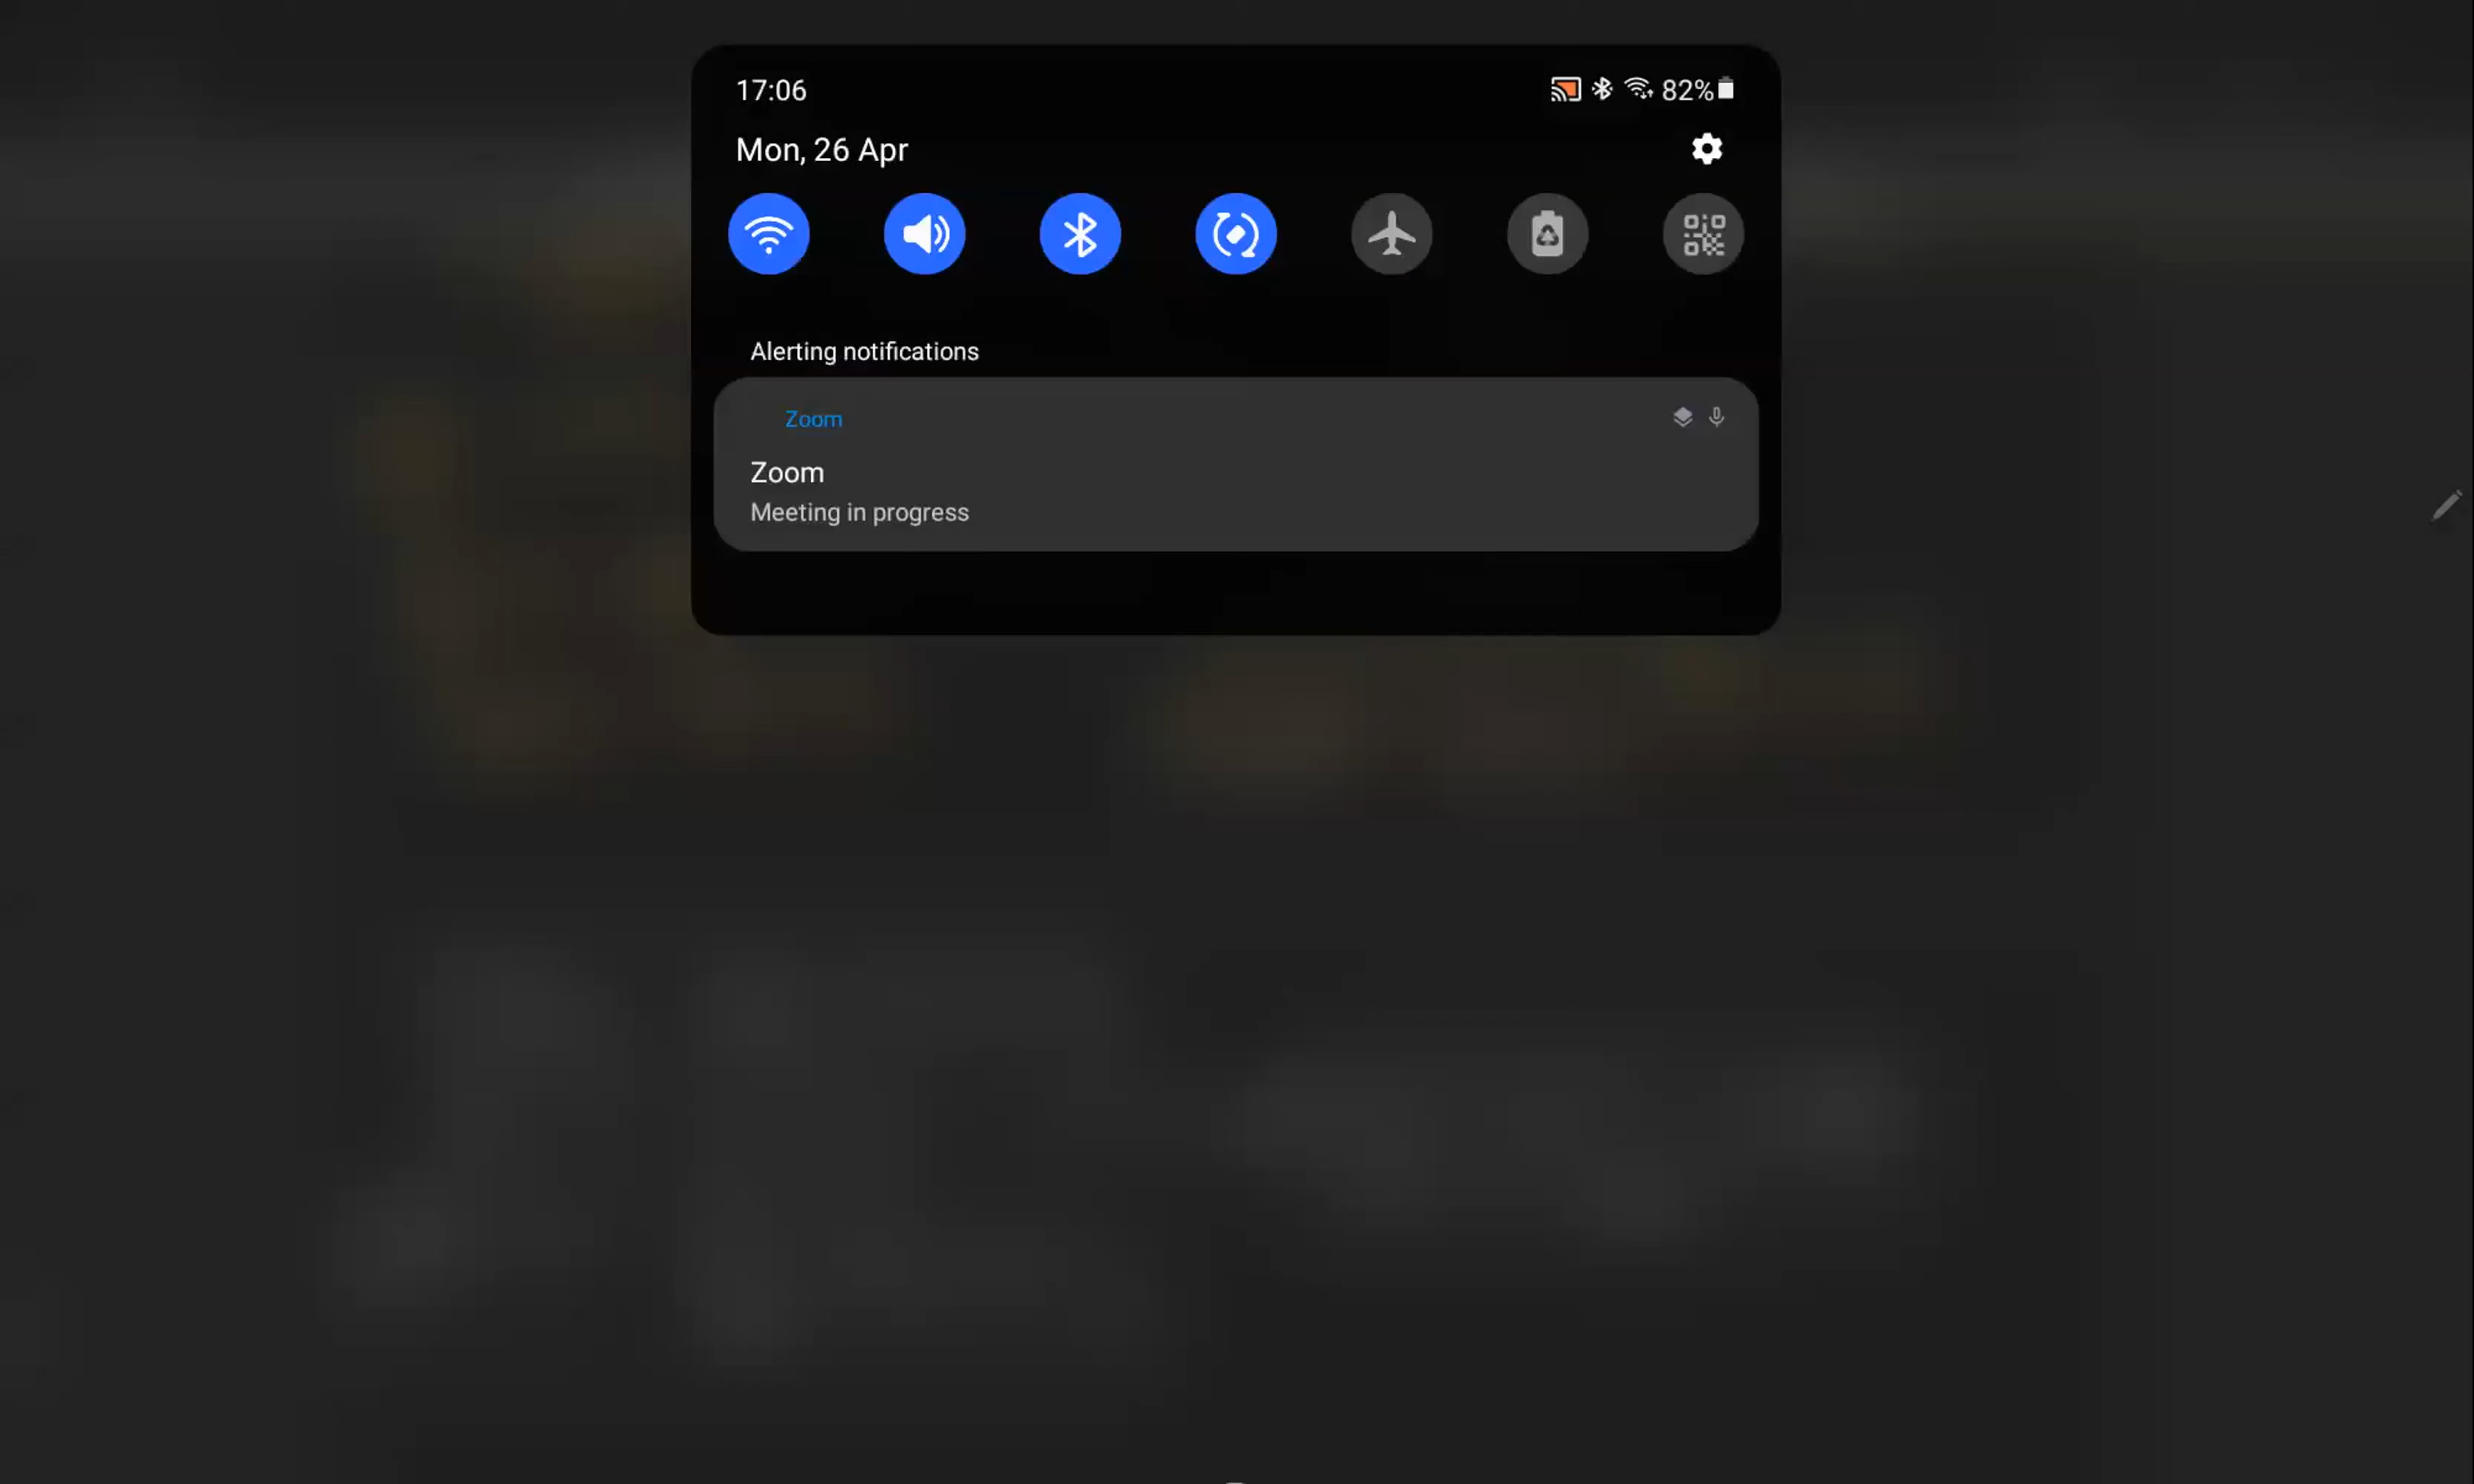 17:06
82%
Mon, 26 Apr
Alerting notifications
Zoom
Zoom
Meeting in progress